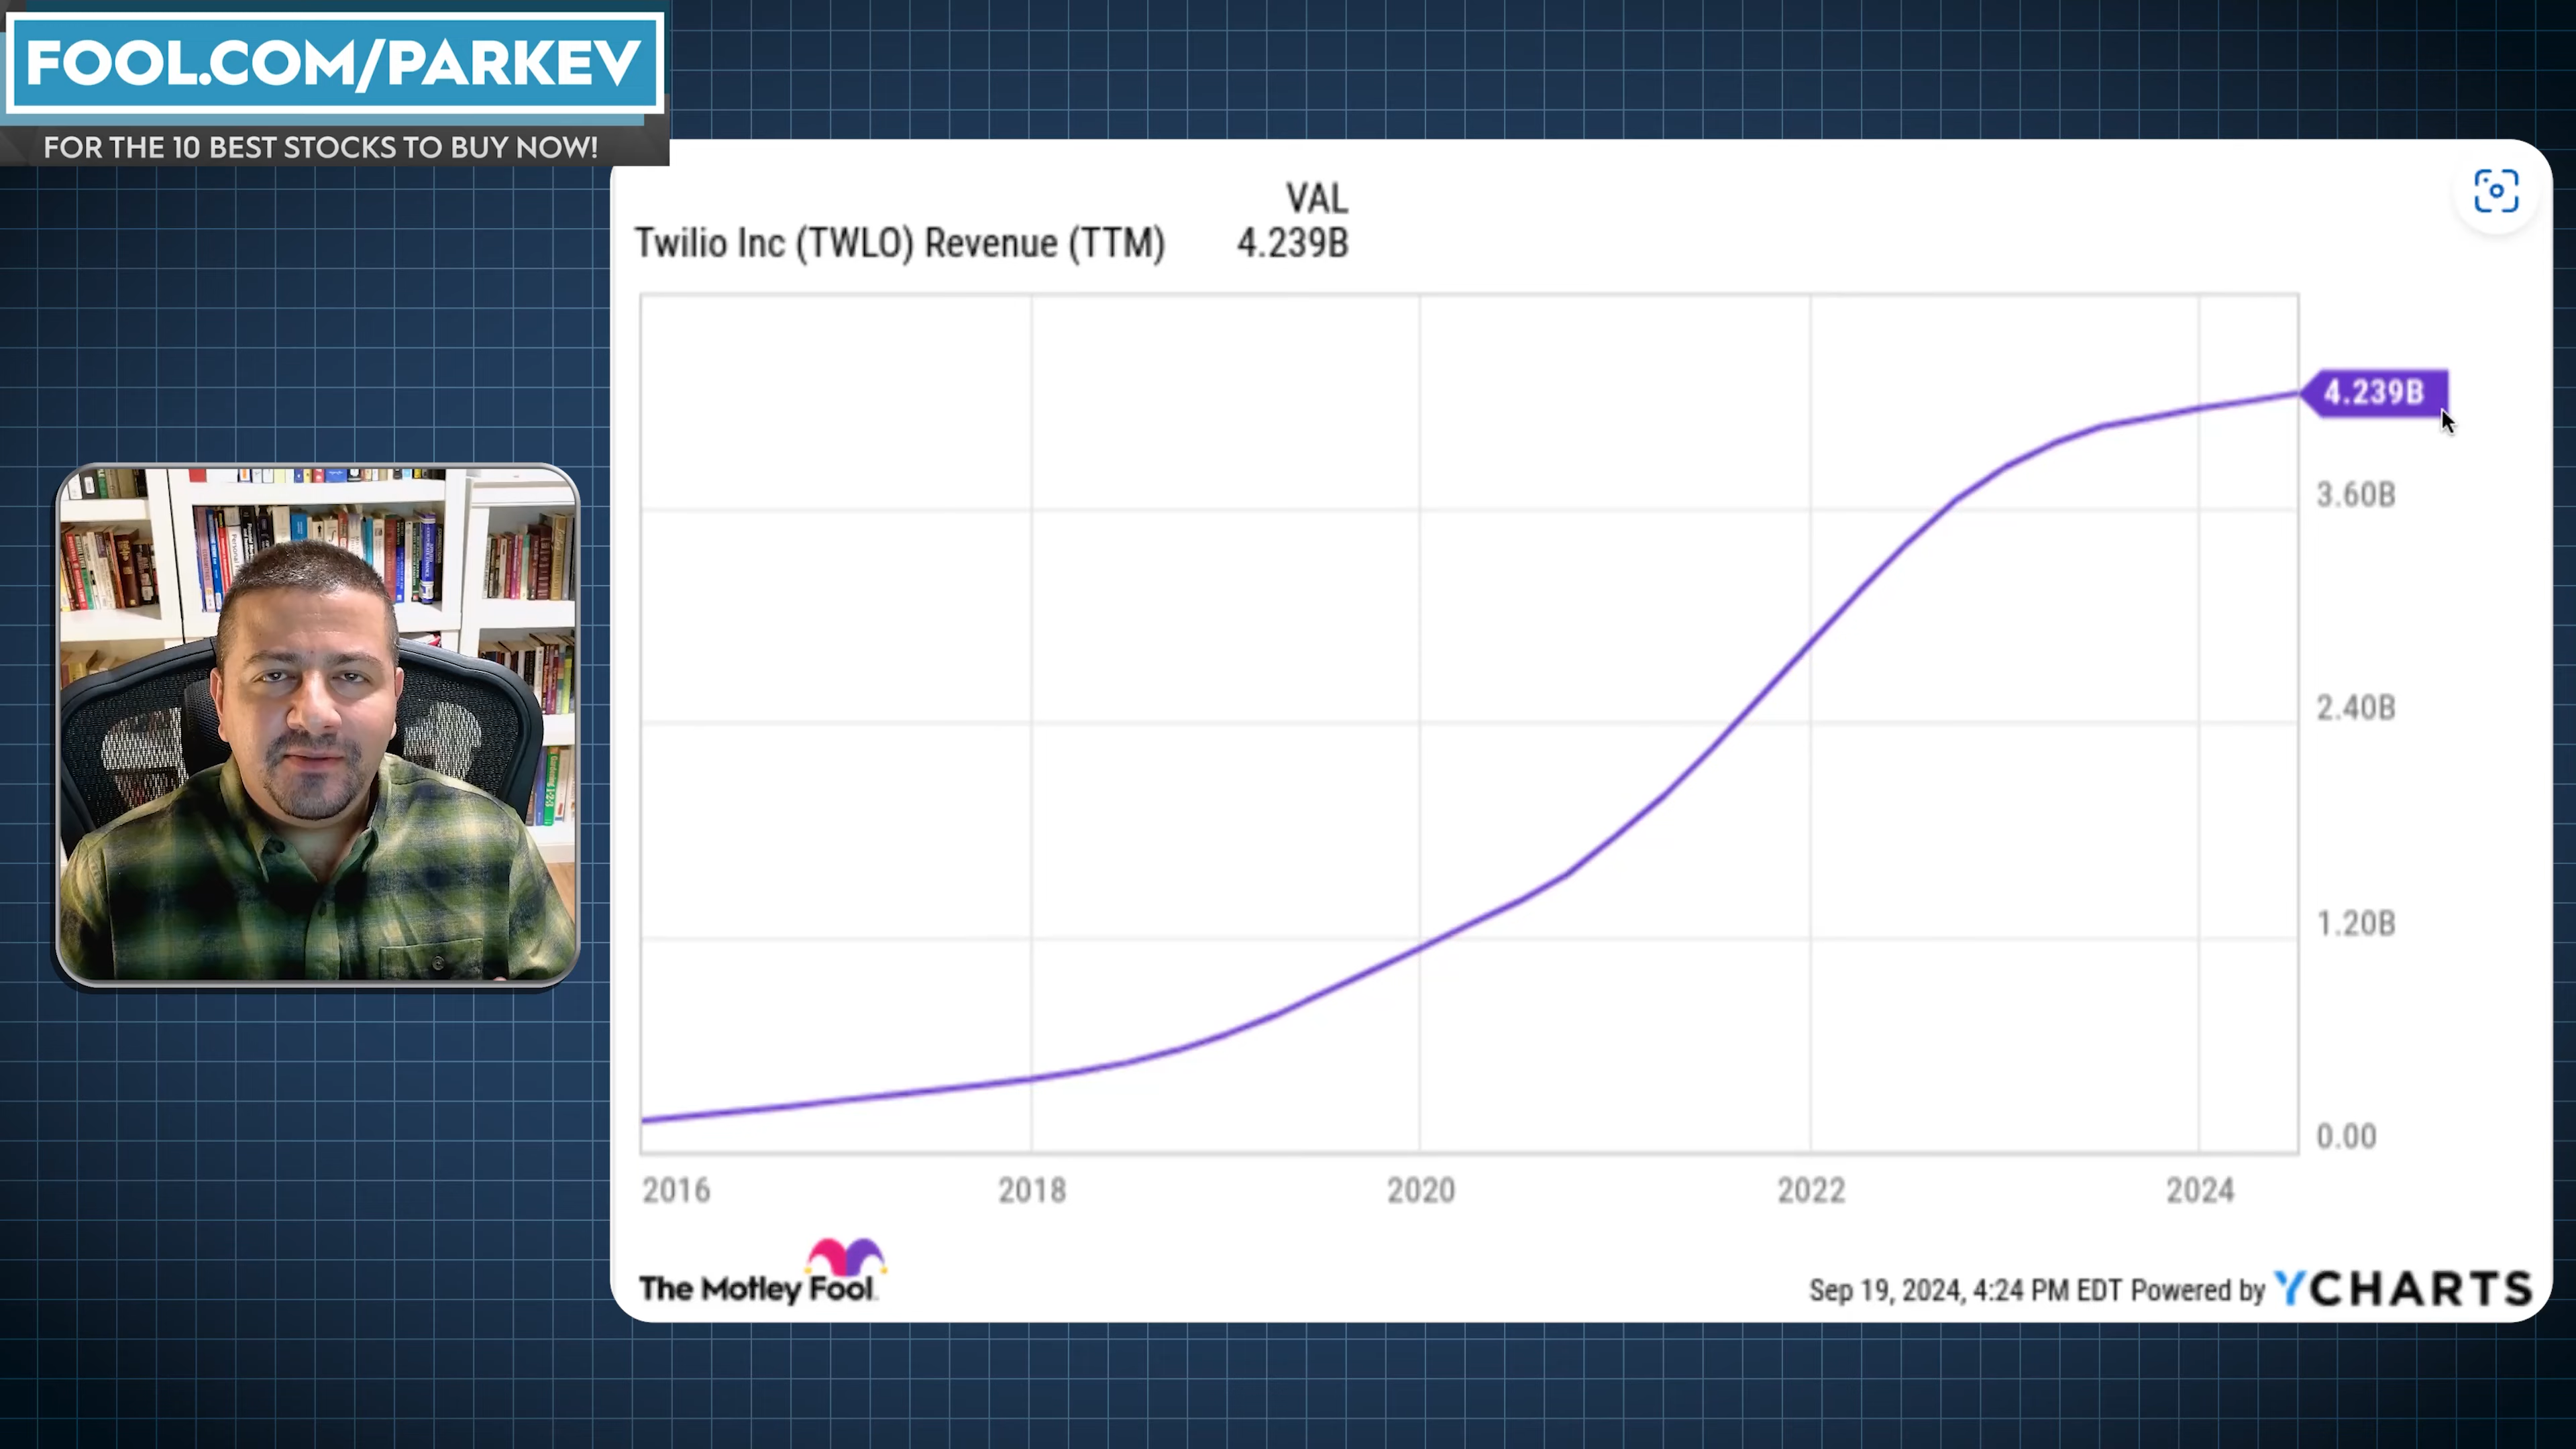 FOOL.COM/PARKEV
FOR THE 10 BEST STOCKS TO BUY NOW!
VAL
Twilio Inc (TWLO) Revenue (TTM) 4.239B
4.239B
3.60B
2.40B
1.20B
0.00
2016 2018 2020 2022 2024
The Motley Fool
Sep 19, 2024, 4:24 PM EDT Powered by YCHARTS